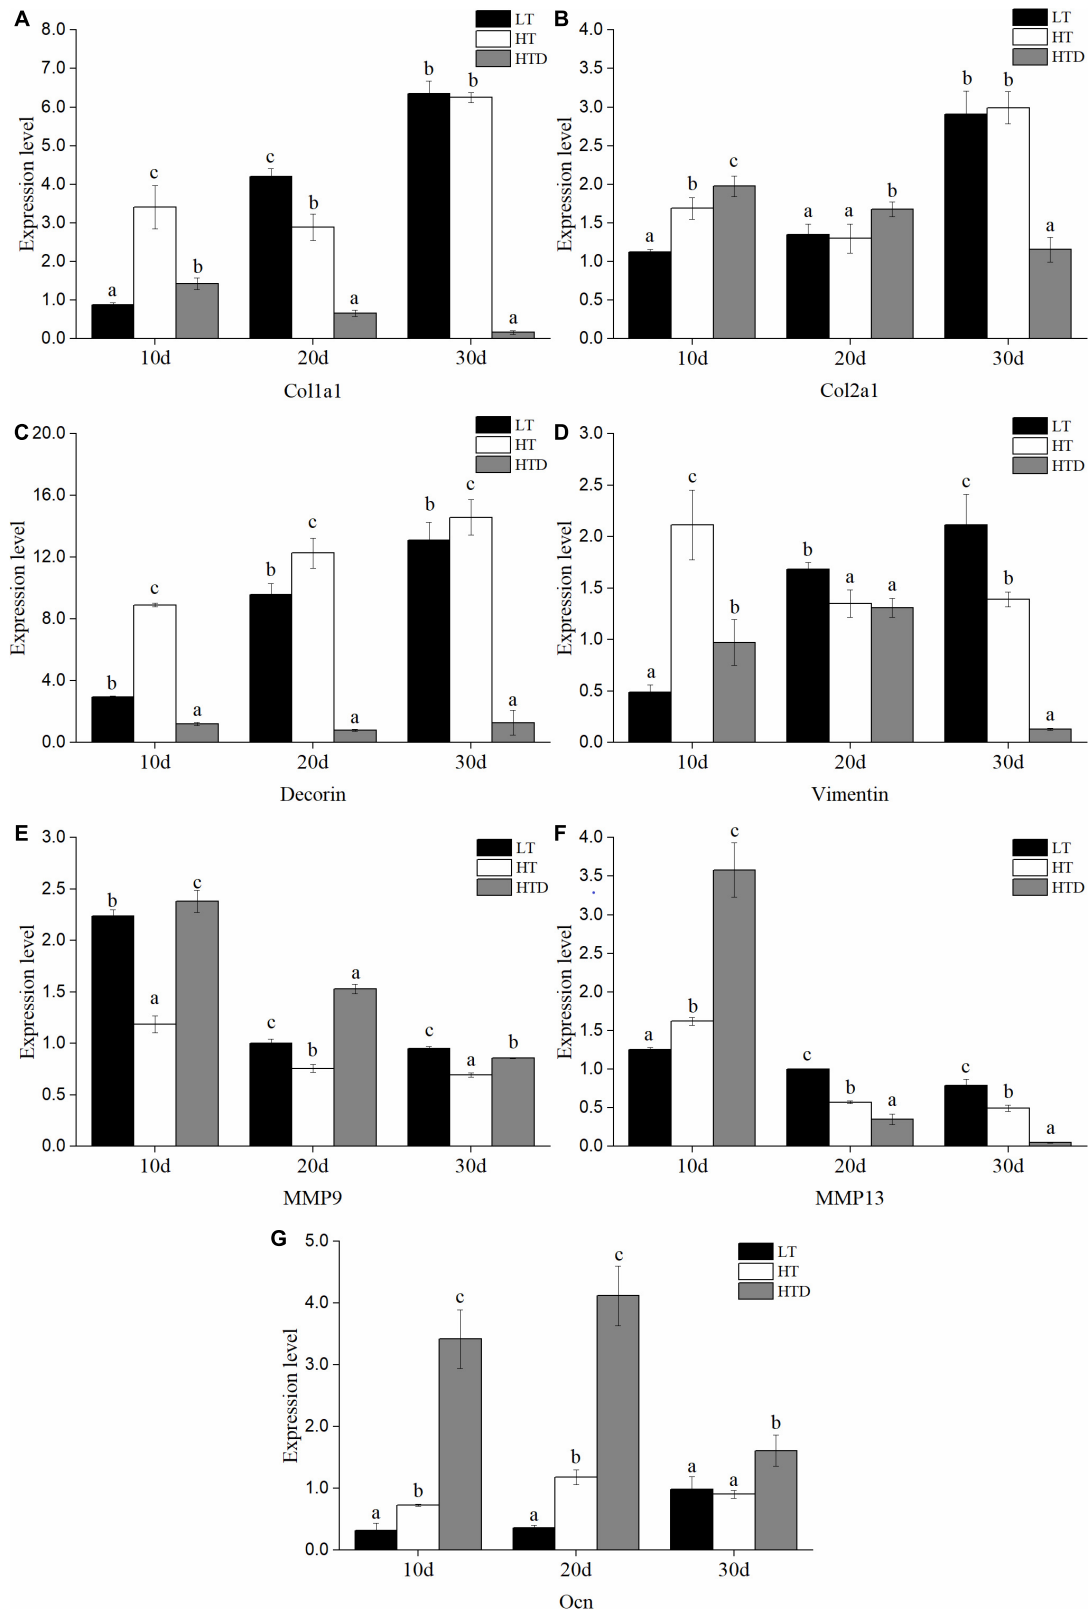 A
LT
HT
HTD
8.0
7.0
6.0
5.0
4.0
3.0
2.0
1.0
0.0
Expression level
a c b
c b a
b b a
10d 20d 30d
Col1a1
B
LT
HT
HTD
4.0
3.5
3.0
2.5
2.0
1.5
1.0
0.5
0.0
Expression level
a b c
a a b
b b a
10d 20d 30d
Col2a1
C
LT
HT
HTD
20.0
16.0
12.0
8.0
4.0
0.0
Expression level
b c a
b c a
b c a
10d 20d 30d
Decorin
D
LT
HT
HTD
3.0
2.5
2.0
1.5
1.0
0.5
0.0
Expression level
a c b
b a a
c b a
10d 20d 30d
Vimentin
E
LT
HT
HTD
3.0
2.5
2.0
1.5
1.0
0.5
0.0
Expression level
b a c
c b a
c a b
10d 20d 30d
MMP9
F
LT
HT
HTD
4.0
3.5
3.0
2.5
2.0
1.5
1.0
0.5
0.0
Expression level
a b c
c b a
c b a
10d 20d 30d
MMP13
G
LT
HT
HTD
5.0
4.0
3.0
2.0
1.0
0.0
Expression level
a b c
a b c
a a b
10d 20d 30d
Ocn